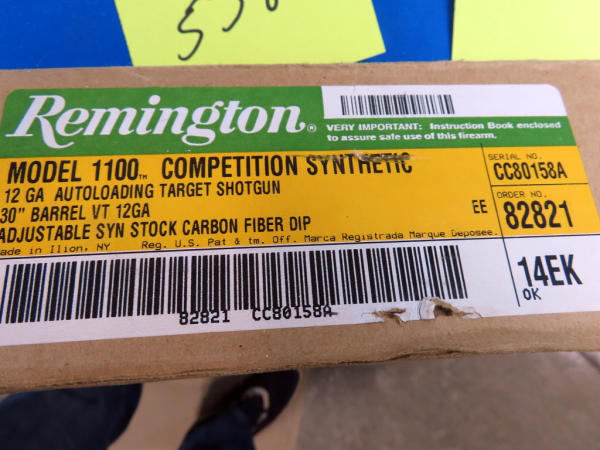 Remington®
VERY IMPORTANT: Instruction Book enclosed
to assure safe use of this firearm.
MODEL 1100™ COMPETITION SYNTHETIC
12 GA AUTOLOADING TARGET SHOTGUN
30" BARREL VT 12GA
EE
ADJUSTABLE SYN STOCK CARBON FIBER DIP
Made in Ilion, NY Reg. U.S. Pat & tm. Off. Marca Registrada Marque Deposee.
SERIAL NO.
CC80158A
ORDER NO.
82821
14EK
OK
82821 CC80158A